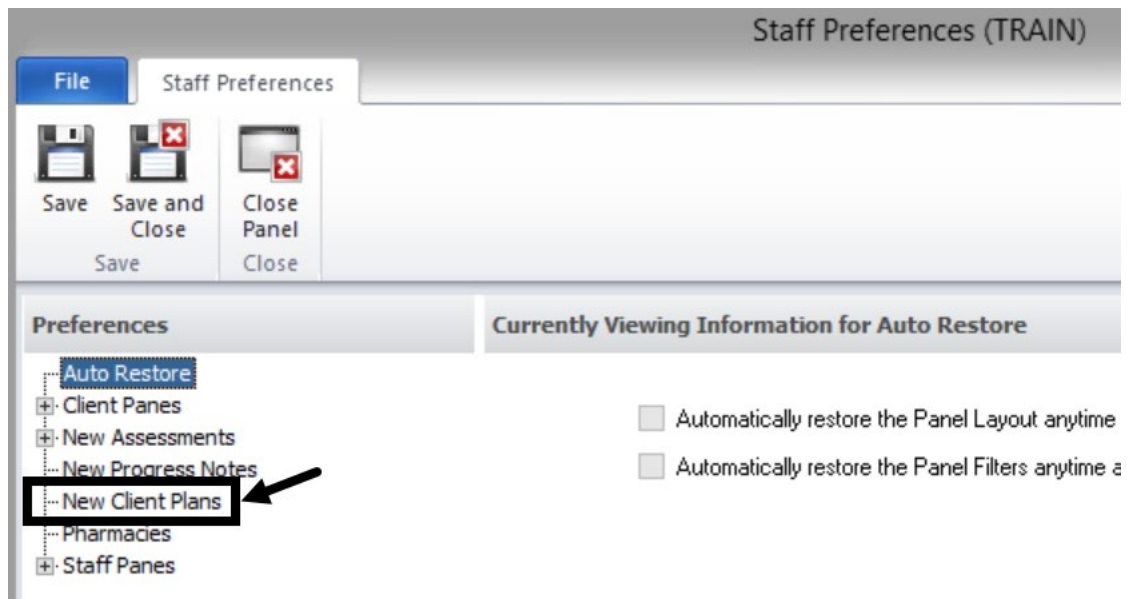 Staff Preferences (TRAIN)
File
Staff Preferences
Save
Save and
Close
Close
Panel
Save
Close
Preferences
Currently Viewing Information for Auto Restore
Auto Restore
Client Panes
New Assessments
New Progress Notes
New Client Plans
Pharmacies
Staff Panes
Automatically restore the Panel Layout anytime
Automatically restore the Panel Filters anytime a